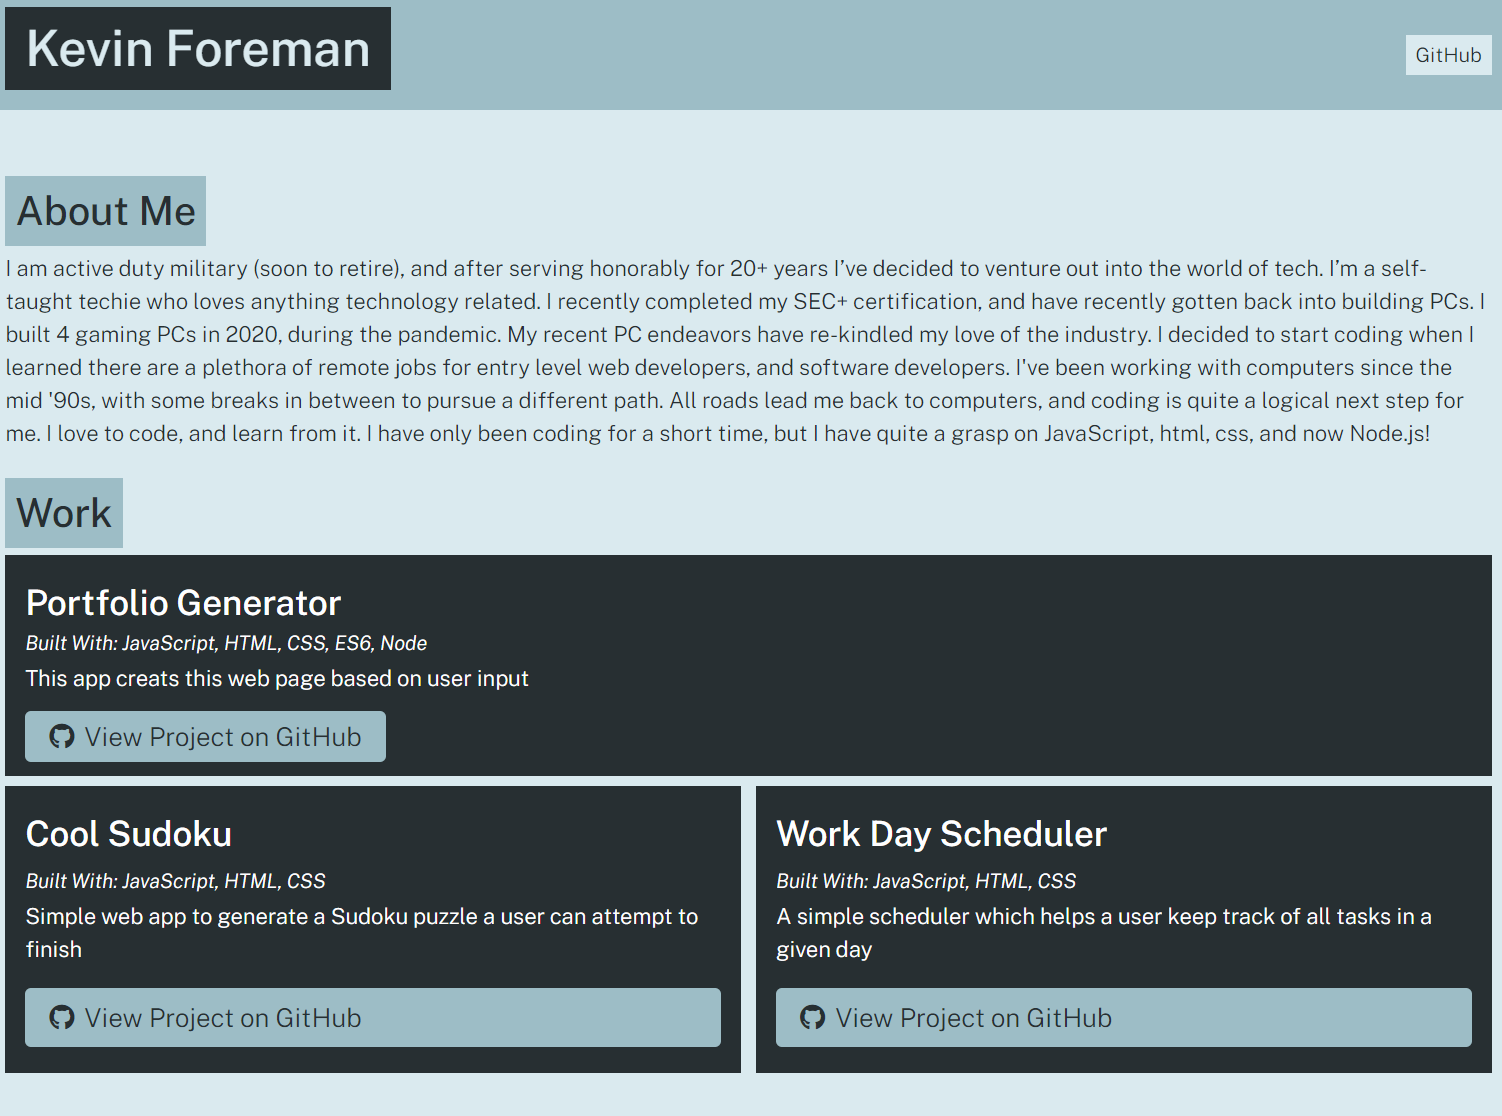 Kevin Foreman
GitHub
About Me
I am active duty military (soon to retire), and after serving honorably for 20+ years I’ve decided to venture out into the world of tech. I’m a self-
taught techie who loves anything technology related. I recently completed my SEC+ certification, and have recently gotten back into building PCs. I
built 4 gaming PCs in 2020, during the pandemic. My recent PC endeavors have re-kindled my love of the industry. I decided to start coding when I
learned there are a plethora of remote jobs for entry level web developers, and software developers. I've been working with computers since the
mid '90s, with some breaks in between to pursue a different path. All roads lead me back to computers, and coding is quite a logical next step for
me. I love to code, and learn from it. I have only been coding for a short time, but I have quite a grasp on JavaScript, html, css, and now Node.js!
Work
Portfolio Generator
Built With: JavaScript, HTML, CSS, ES6, Node
This app creats this web page based on user input
View Project on GitHub
Cool Sudoku
Built With: JavaScript, HTML, CSS
Simple web app to generate a Sudoku puzzle a user can attempt to
finish
View Project on GitHub
Work Day Scheduler
Built With: JavaScript, HTML, CSS
A simple scheduler which helps a user keep track of all tasks in a
given day
View Project on GitHub